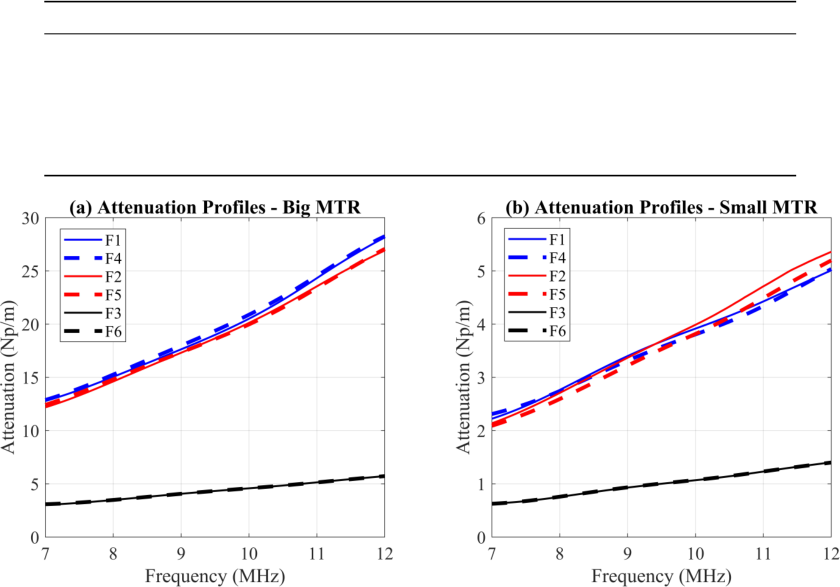 (a) Attenuation Profiles - Big MTR
30
25
20
15
10
5
0
7 8 9 10 11 12
Attenuation (Np/m)
Frequency (MHz)
F1
F4
F2
F5
F3
F6
(b) Attenuation Profiles - Small MTR
6
5
4
3
2
1
0
7 8 9 10 11 12
Attenuation (Np/m)
Frequency (MHz)
F1
F4
F2
F5
F3
F6